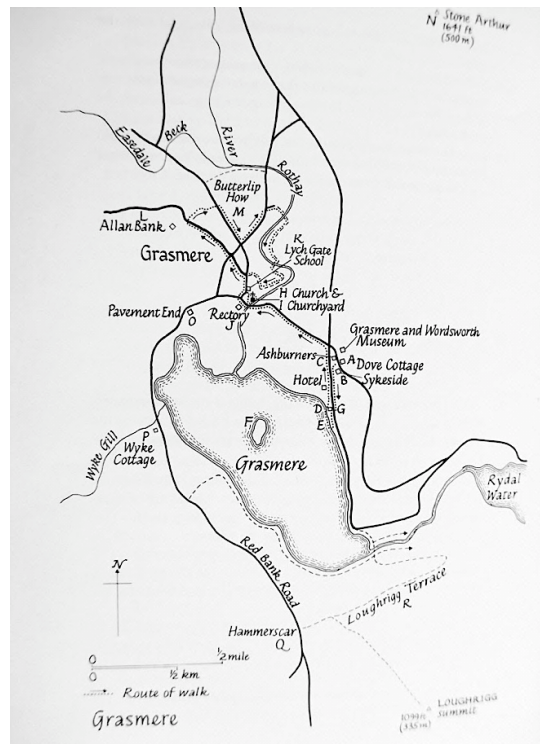 N Stone Arthur
1641 ft
(500 m)
Easedale Beck
River Rothay
Butterlip
How
M
L
Allan Bank
K
Lych Gate
School
Grasmere
H Church &
I Churchyard
Pavement End
O
Rectory
J
Grasmere and Wordsworth
Museum
Ashburners
C
A
Dove Cottage
B
Sykeside
Hotel
D
G
E
F
P
Wyke
Cottage
Wyke Gill
Grasmere
Rydal
Water
Red Bank Road
N
Loughrigg Terrace
R
Hammerscar
Q
0
½ mile
0
½ km
Route of walk
Grasmere
1099ft
(335m)
LOUGHRIGG
summit